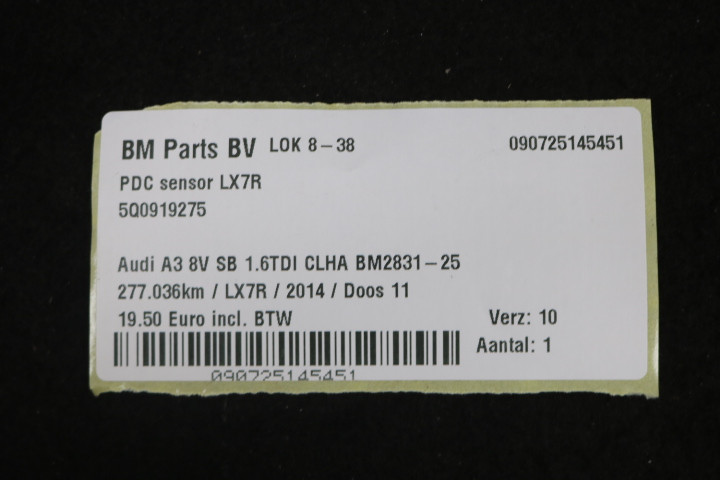 BM Parts BV LOK 8-38 090725145451
PDC sensor LX7R
5Q0919275
Audi A3 8V SB 1.6TDI CLHA BM2831-25
277.036km / LX7R / 2014 / Doos 11
19.50 Euro incl. BTW Verz: 10
Aantal: 1
090725145451